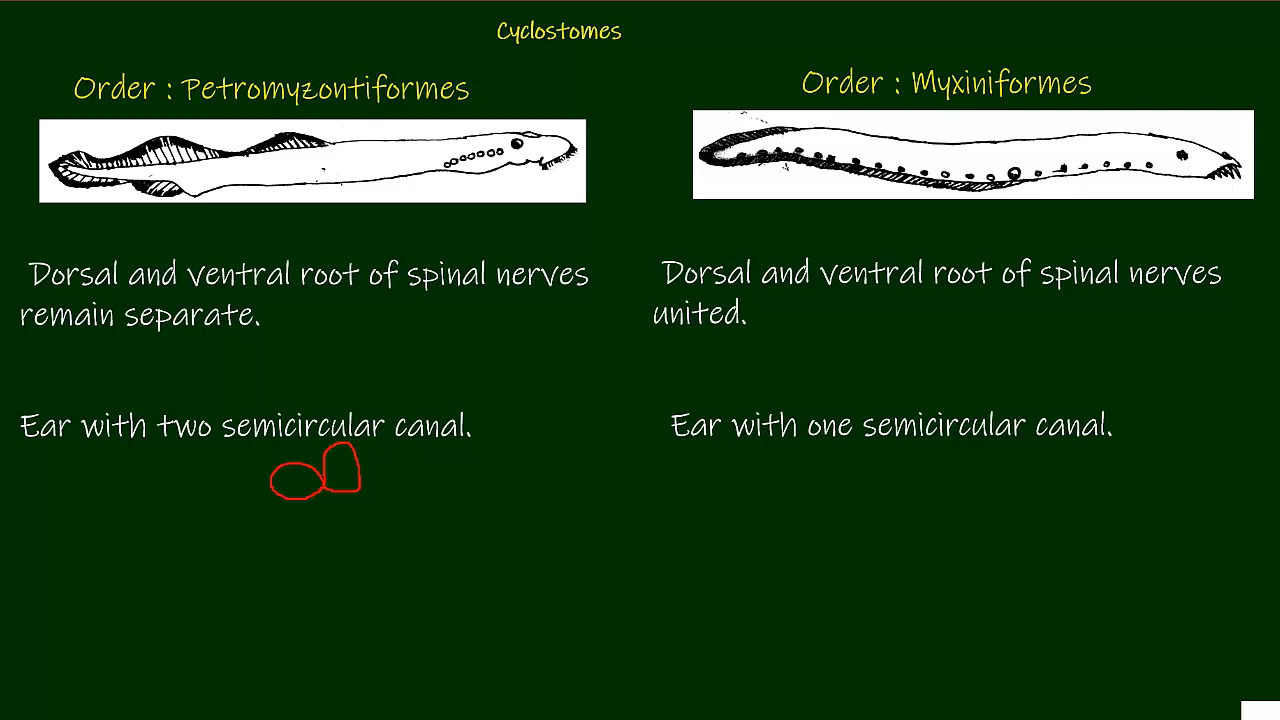 Cyclostomes
Order : Petromyzontiformes
Order : Myxiniformes
Dorsal and ventral root of spinal nerves
remain separate.
Dorsal and ventral root of spinal nerves
united.
Ear with two semicircular canal.
Ear with one semicircular canal.